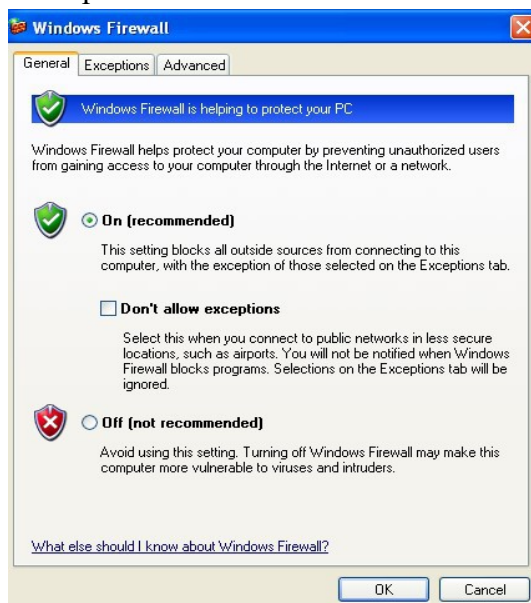 Windows Firewall
General Exceptions Advanced
Windows Firewall is helping to protect your PC
Windows Firewall helps protect your computer by preventing unauthorized users
from gaining access to your computer through the Internet or a network.
On (recommended)
This setting blocks all outside sources from connecting to this
computer, with the exception of those selected on the Exceptions tab.
Don't allow exceptions
Select this when you connect to public networks in less secure
locations, such as airports. You will not be notified when Windows
Firewall blocks programs. Selections on the Exceptions tab will be
ignored.
Off (not recommended)
Avoid using this setting. Turning off Windows Firewall may make this
computer more vulnerable to viruses and intruders.
What else should I know about Windows Firewall?
OK Cancel